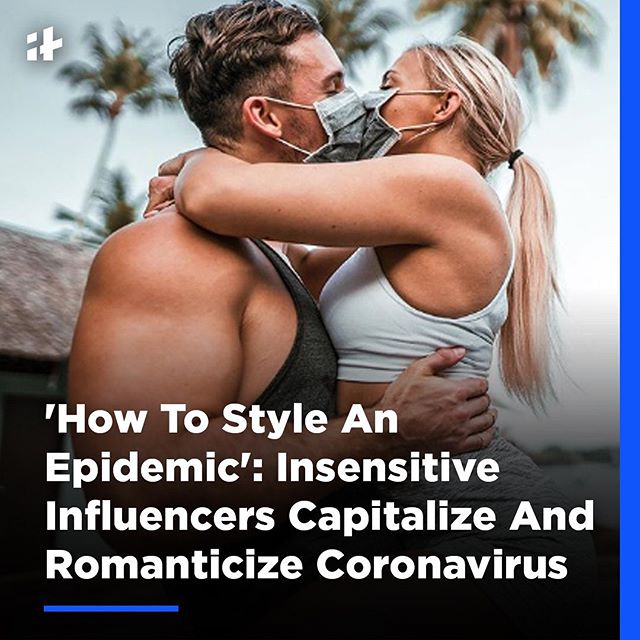 'How To Style An
Epidemic': Insensitive
Influencers Capitalize And
Romanticize Coronavirus